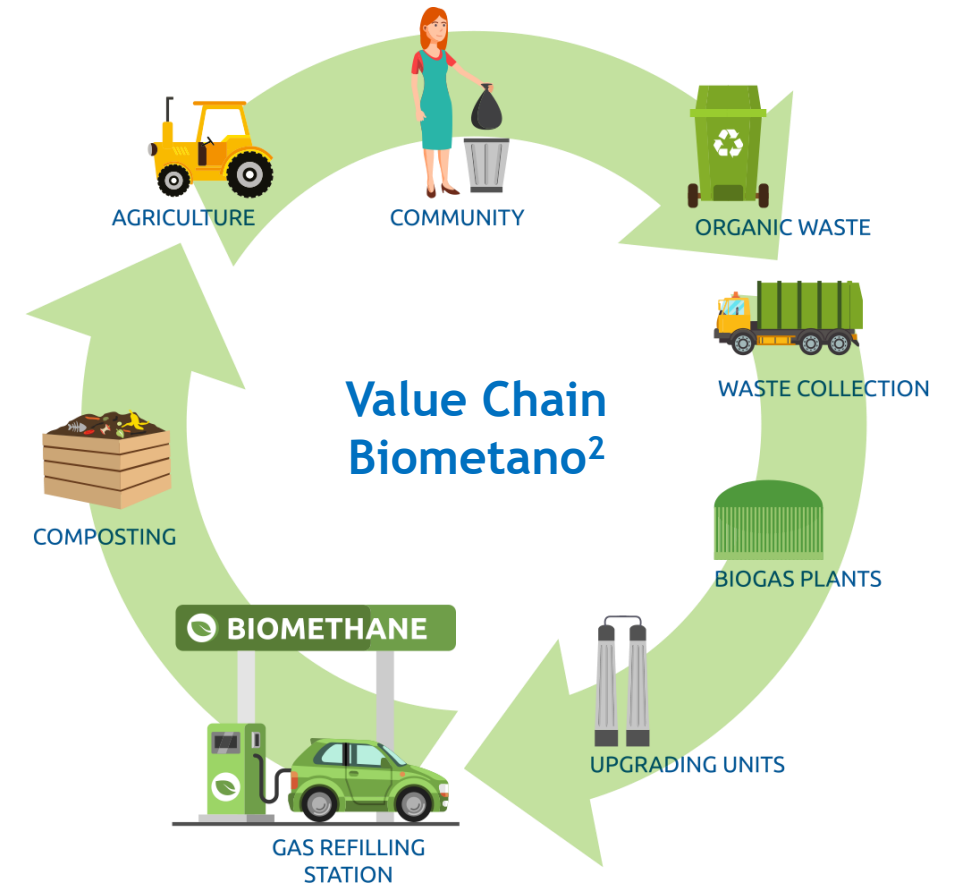 AGRICULTURE
COMMUNITY
ORGANIC WASTE
WASTE COLLECTION
Value Chain
Biometano²
COMPOSTING
BIOGAS PLANTS
BIOMETHANE
UPGRADING UNITS
GAS REFILLING
STATION